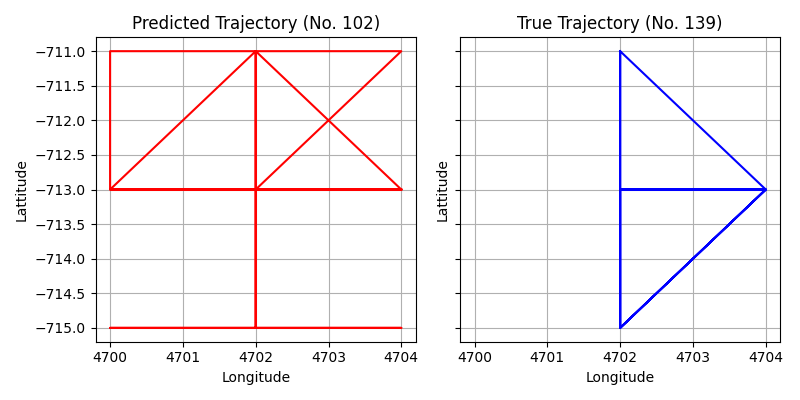 Predicted Trajectory (No. 102)
True Trajectory (No. 139)
−711.0
−711.5
−712.0
−712.5
−713.0
−713.5
−714.0
−714.5
−715.0
Lattitude
Lattitude
4700 4701 4702 4703 4704
4700 4701 4702 4703 4704
Longitude
Longitude